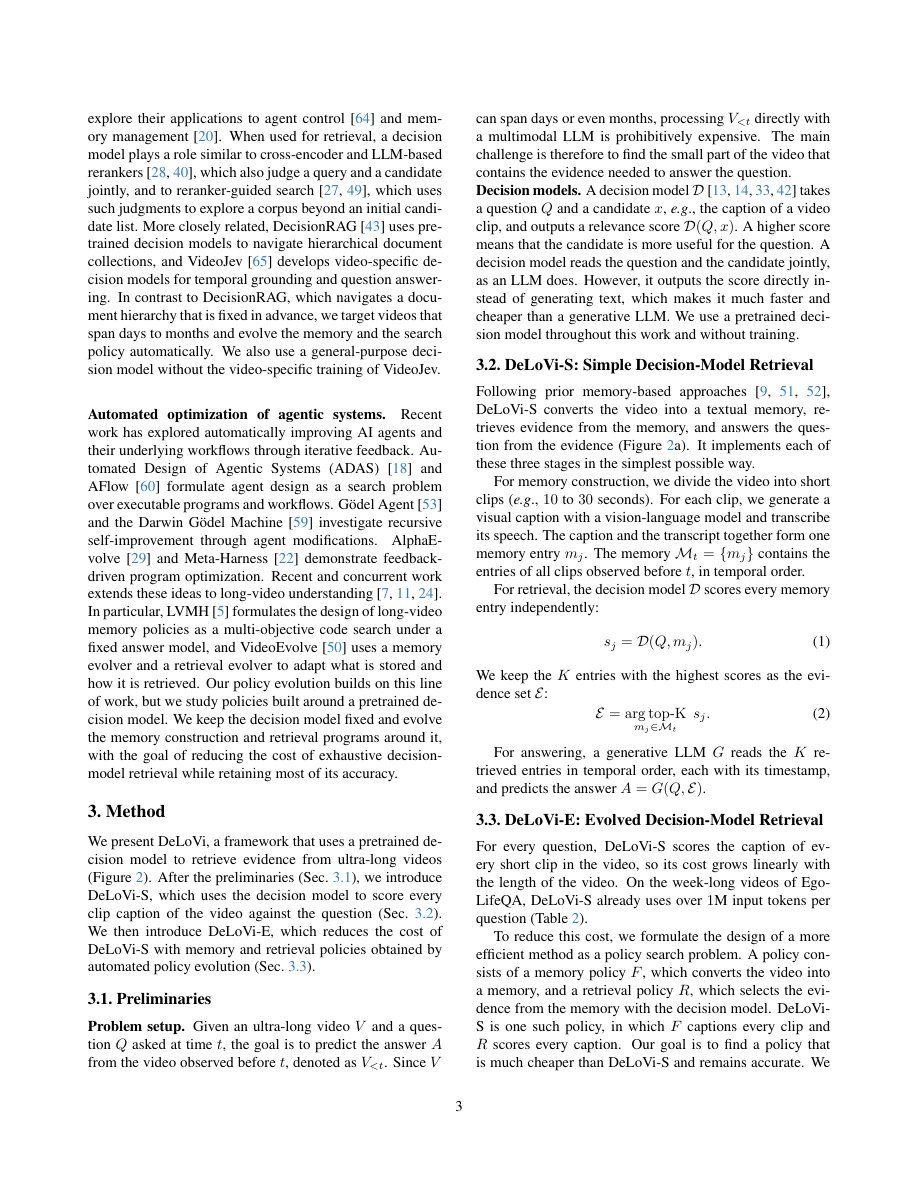 explore their applications to agent control [64] and mem-
ory management [20]. When used for retrieval, a decision
model plays a role similar to cross-encoder and LLM-based
rerankers [28, 40], which also judge a query and a candidate
jointly, and to reranker-guided search [27, 49], which uses
such judgments to explore a corpus beyond an initial candi-
date list. More closely related, DecisionRAG [43] uses pre-
trained decision models to navigate hierarchical document
collections, and VideoJev [65] develops video-specific de-
cision models for temporal grounding and question answer-
ing. In contrast to DecisionRAG, which navigates a docu-
ment hierarchy that is fixed in advance, we target videos that
span days to months and evolve the memory and the search
policy automatically. We also use a general-purpose deci-
sion model without the video-specific training of VideoJev.
Automated optimization of agentic systems. Recent
work has explored automatically improving AI agents and
their underlying workflows through iterative feedback. Au-
tomated Design of Agentic Systems (ADAS) [18] and
AFlow [60] formulate agent design as a search problem
over executable programs and workflows. Gödel Agent [53]
and the Darwin Gödel Machine [59] investigate recursive
self-improvement through agent modifications. AlphaE-
volve [29] and Meta-Harness [22] demonstrate feedback-
driven program optimization. Recent and concurrent work
extends these ideas to long-video understanding [7, 11, 24].
In particular, LVMH [5] formulates the design of long-video
memory policies as a multi-objective code search under a
fixed answer model, and VideoEvolve [50] uses a memory
evolver and a retrieval evolver to adapt what is stored and
how it is retrieved. Our policy evolution builds on this line
of work, but we study policies built around a pretrained de-
cision model. We keep the decision model fixed and evolve
the memory construction and retrieval programs around it,
with the goal of reducing the cost of exhaustive decision-
model retrieval while retaining most of its accuracy.
3. Method
We present DeLoVi, a framework that uses a pretrained de-
cision model to retrieve evidence from ultra-long videos
(Figure 2). After the preliminaries (Sec. 3.1), we introduce
DeLoVi-S, which uses the decision model to score every
clip caption of the video against the question (Sec. 3.2).
We then introduce DeLoVi-E, which reduces the cost of
DeLoVi-S with memory and retrieval policies obtained by
automated policy evolution (Sec. 3.3).
3.1. Preliminaries
Problem setup. Given an ultra-long video V and a ques-
tion Q asked at time t, the goal is to predict the answer A
from the video observed before t, denoted as V<t. Since V
can span days or even months, processing V<t directly with
a multimodal LLM is prohibitively expensive. The main
challenge is therefore to find the small part of the video that
contains the evidence needed to answer the question.
Decision models. A decision model D [13, 14, 33, 42] takes
a question Q and a candidate x, e.g., the caption of a video
clip, and outputs a relevance score D(Q, x). A higher score
means that the candidate is more useful for the question. A
decision model reads the question and the candidate jointly,
as an LLM does. However, it outputs the score directly in-
stead of generating text, which makes it much faster and
cheaper than a generative LLM. We use a pretrained deci-
sion model throughout this work and without training.
3.2. DeLoVi-S: Simple Decision-Model Retrieval
Following prior memory-based approaches [9, 51, 52],
DeLoVi-S converts the video into a textual memory, re-
trieves evidence from the memory, and answers the ques-
tion from the evidence (Figure 2a). It implements each of
these three stages in the simplest possible way.
For memory construction, we divide the video into short
clips (e.g., 10 to 30 seconds). For each clip, we generate a
visual caption with a vision-language model and transcribe
its speech. The caption and the transcript together form one
memory entry mj. The memory Mt = {mj} contains the
entries of all clips observed before t, in temporal order.
For retrieval, the decision model D scores every memory
entry independently:
sj = D(Q, mj). (1)
We keep the K entries with the highest scores as the evi-
dence set E:
E = arg top-K sj. (2)
mj∈Mt
For answering, a generative LLM G reads the K re-
trieved entries in temporal order, each with its timestamp,
and predicts the answer A = G(Q, E).
3.3. DeLoVi-E: Evolved Decision-Model Retrieval
For every question, DeLoVi-S scores the caption of ev-
ery short clip in the video, so its cost grows linearly with
the length of the video. On the week-long videos of Ego-
LifeQA, DeLoVi-S already uses over 1M input tokens per
question (Table 2).
To reduce this cost, we formulate the design of a more
efficient method as a policy search problem. A policy con-
sists of a memory policy F, which converts the video into
a memory, and a retrieval policy R, which selects the evi-
dence from the memory with the decision model. DeLoVi-
S is one such policy, in which F captions every clip and
R scores every caption. Our goal is to find a policy that
is much cheaper than DeLoVi-S and remains accurate. We
3